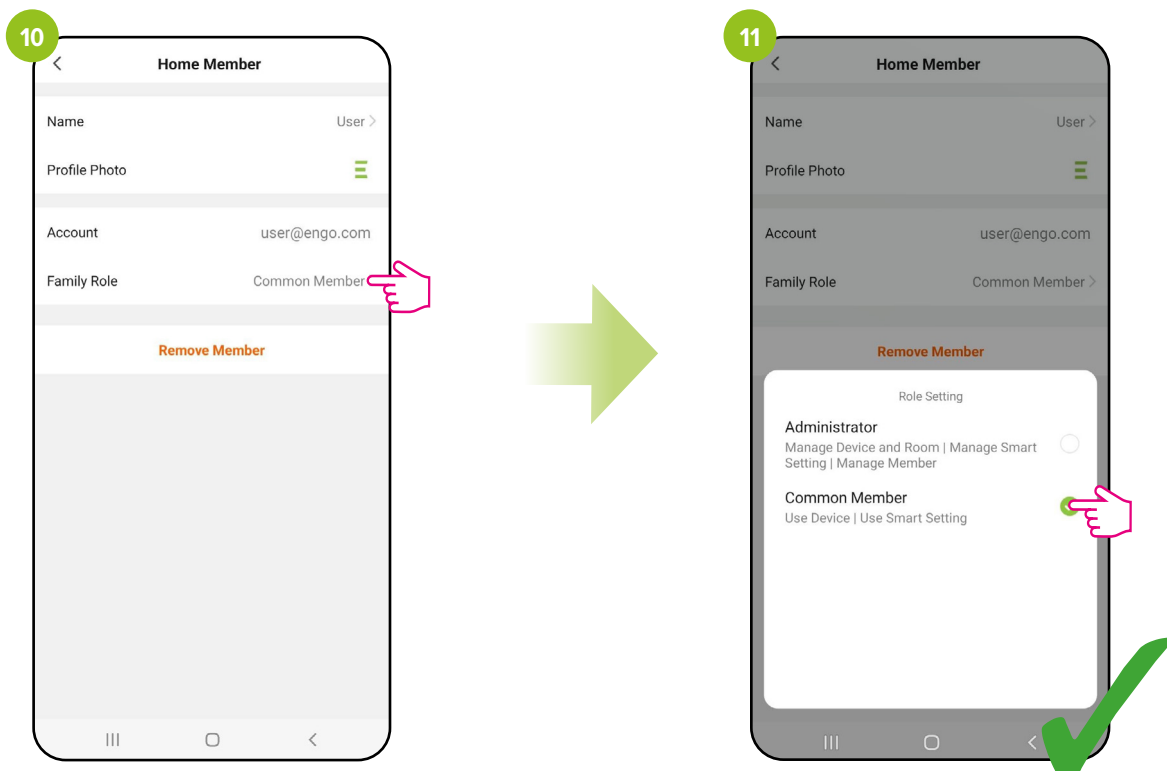 10
Home Member
Name User
Profile Photo
Account user@engo.com
Family Role Common Member
Remove Member
11
Home Member
Name User
Profile Photo
Account user@engo.com
Family Role Common Member
Remove Member
Role Setting
Administrator
Manage Device and Room | Manage Smart
Setting | Manage Member
Common Member
Use Device | Use Smart Setting